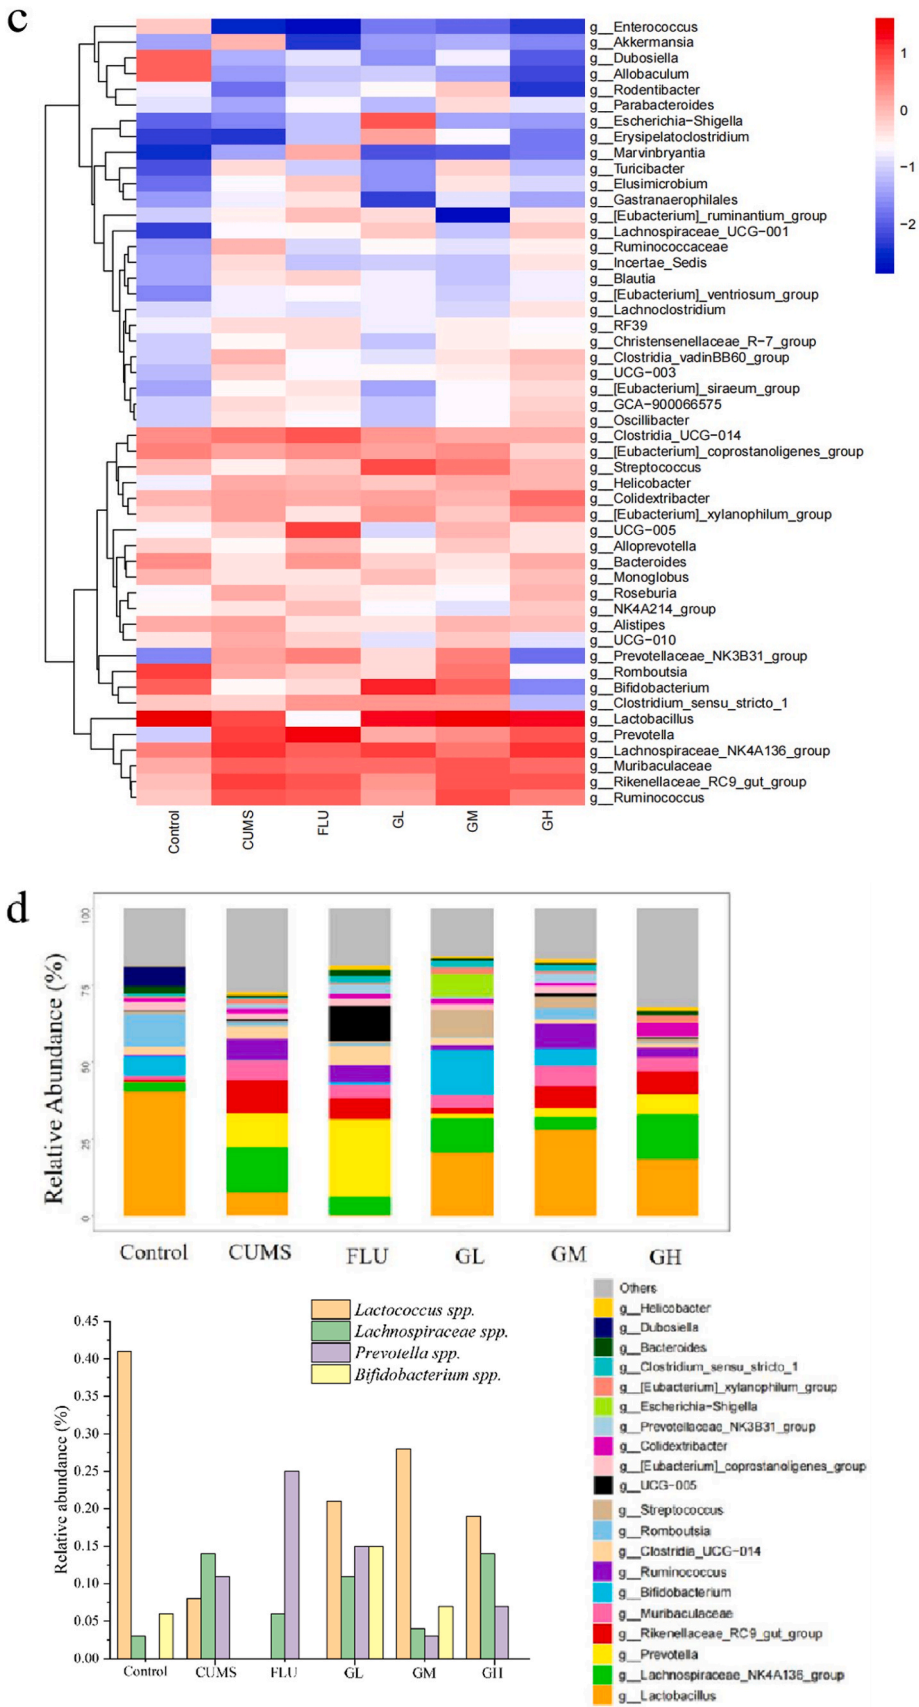 c
g__Enterococcus
g__Akkermansia
g__Dubosiella
g__Allobaculum
g__Rodentibacter
g__Parabacteroides
g__Escherichia-Shigella
g__Erysipelatoclostridium
g__Marvinbryantia
g__Turicibacter
g__Elusimicrobium
g__Gastranaerophilales
g__[Eubacterium]_ruminantium_group
g__Lachnospiraceae_UCG-001
g__Ruminococcaceae
g__Incertae_Sedis
g__Blautia
g__[Eubacterium]_ventriosum_group
g__Lachnoclostridium
g__RF39
g__Christensenellaceae_R-7_group
g__Clostridia_vadinBB60_group
g__UCG-003
g__[Eubacterium]_siraeum_group
g__GCA-900066575
g__Oscillibacter
g__Clostridia_UCG-014
g__[Eubacterium]_coprostanoligenes_group
g__Streptococcus
g__Helicobacter
g__Colidextribacter
g__[Eubacterium]_xylanophilum_group
g__UCG-005
g__Alloprevotella
g__Bacteroides
g__Monoglobus
g__Roseburia
g__NK4A214_group
g__Alistipes
g__UCG-010
g__Prevotellaceae_NK3B31_group
g__Romboutsia
g__Bifidobacterium
g__Clostridium_sensu_stricto_1
g__Lactobacillus
g__Prevotella
g__Lachnospiraceae_NK4A136_group
g__Muribaculaceae
g__Rikenellaceae_RC9_gut_group
g__Ruminococcus
1
0
−1
−2
Control CUMS FLU GL GM GH
d
Relative Abundance (%)
100
75
50
25
0
Control CUMS FLU GL GM GH
Lactococcus spp.
Lachnospiraceae spp.
Prevotella spp.
Bifidobacterium spp.
Relative abundance (%)
0.45
0.40
0.35
0.30
0.25
0.20
0.15
0.10
0.05
0.00
Control CUMS FLU GL GM GH
Others
g__Helicobacter
g__Dubosiella
g__Bacteroides
g__Clostridium_sensu_stricto_1
g__[Eubacterium]_xylanophilum_group
g__Escherichia-Shigella
g__Prevotellaceae_NK3B31_group
g__Colidextribacter
g__[Eubacterium]_coprostanoligenes_group
g__UCG-005
g__Streptococcus
g__Romboutsia
g__Clostridia_UCG-014
g__Ruminococcus
g__Bifidobacterium
g__Muribaculaceae
g__Rikenellaceae_RC9_gut_group
g__Prevotella
g__Lachnospiraceae_NK4A136_group
g__Lactobacillus